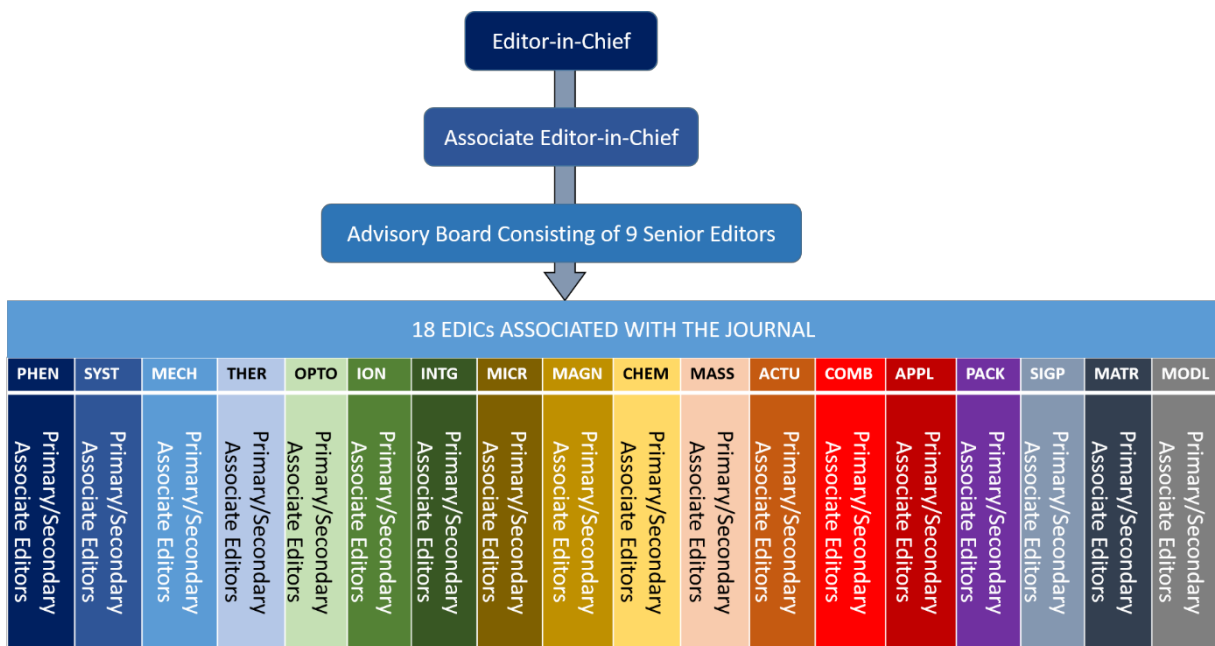 Editor-in-Chief
Associate Editor-in-Chief
Advisory Board Consisting of 9 Senior Editors
18 EDICs ASSOCIATED WITH THE JOURNAL
PHEN SYST MECH THER OPTO ION INTG MICR MAGN CHEM MASS ACTU COMB APPL PACK SIGP MATR MODL
Primary/Secondary
Associate Editors
Primary/Secondary
Associate Editors
Primary/Secondary
Associate Editors
Primary/Secondary
Associate Editors
Primary/Secondary
Associate Editors
Primary/Secondary
Associate Editors
Primary/Secondary
Associate Editors
Primary/Secondary
Associate Editors
Primary/Secondary
Associate Editors
Primary/Secondary
Associate Editors
Primary/Secondary
Associate Editors
Primary/Secondary
Associate Editors
Primary/Secondary
Associate Editors
Primary/Secondary
Associate Editors
Primary/Secondary
Associate Editors
Primary/Secondary
Associate Editors
Primary/Secondary
Associate Editors
Primary/Secondary
Associate Editors